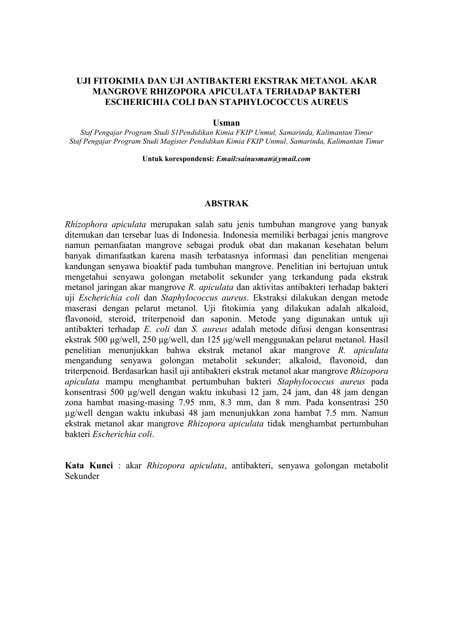 UJI FITOKIMIA DAN UJI ANTIBAKTERI EKSTRAK METANOL AKAR
MANGROVE RHIZOPORA APICULATA TERHADAP BAKTERI
ESCHERICHIA COLI DAN STAPHYLOCOCCUS AUREUS
Usman
Staf Pengajar Program Studi S1Pendidikan Kimia FKIP Unmul, Samarinda, Kalimantan Timur
Staf Pengajar Program Studi Magister Pendidikan Kimia FKIP Unmul, Samarinda, Kalimantan Timur
Untuk korespondensi: Email:sainusman@ymail.com
ABSTRAK
Rhizophora apiculata merupakan salah satu jenis tumbuhan mangrove yang banyak
ditemukan dan tersebar luas di Indonesia. Indonesia memiliki berbagai jenis mangrove
namun pemanfaatan mangrove sebagai produk obat dan makanan kesehatan belum
banyak dimanfaatkan karena masih terbatasnya informasi dan penelitian mengenai
kandungan senyawa bioaktif pada tumbuhan mangrove. Penelitian ini bertujuan untuk
mengetahui senyawa golongan metabolit sekunder yang terkandung pada ekstrak
metanol jaringan akar mangrove R. apiculata dan aktivitas antibakteri terhadap bakteri
uji Escherichia coli dan Staphylococcus aureus. Ekstraksi dilakukan dengan metode
maserasi dengan pelarut metanol. Uji fitokimia yang dilakukan adalah alkaloid,
flavonoid, steroid, triterpenoid dan saponin. Metode yang digunakan untuk uji
antibakteri terhadap E. coli dan S. aureus adalah metode difusi dengan konsentrasi
ekstrak 500 µg/well, 250 µg/well, dan 125 µg/well menggunakan pelarut metanol. Hasil
penelitian menunjukkan bahwa ekstrak metanol akar mangrove R. apiculata
mengandung senyawa golongan metabolit sekunder; alkaloid, flavonoid, dan
triterpenoid. Berdasarkan hasil uji antibakteri ekstrak metanol akar mangrove Rhizopora
apiculata mampu menghambat pertumbuhan bakteri Staphylococcus aureus pada
konsentrasi 500 µg/well dengan waktu inkubasi 12 jam, 24 jam, dan 48 jam dengan
zona hambat masing-masing 7.95 mm, 8.3 mm, dan 8 mm. Pada konsentrasi 250
µg/well dengan waktu inkubasi 48 jam menunjukkan zona hambat 7.5 mm. Namun
ekstrak metanol akar mangrove Rhizopora apiculata tidak menghambat pertumbuhan
bakteri Escherichia coli.
Kata Kunci : akar Rhizopora apiculata, antibakteri, senyawa golongan metabolit
Sekunder